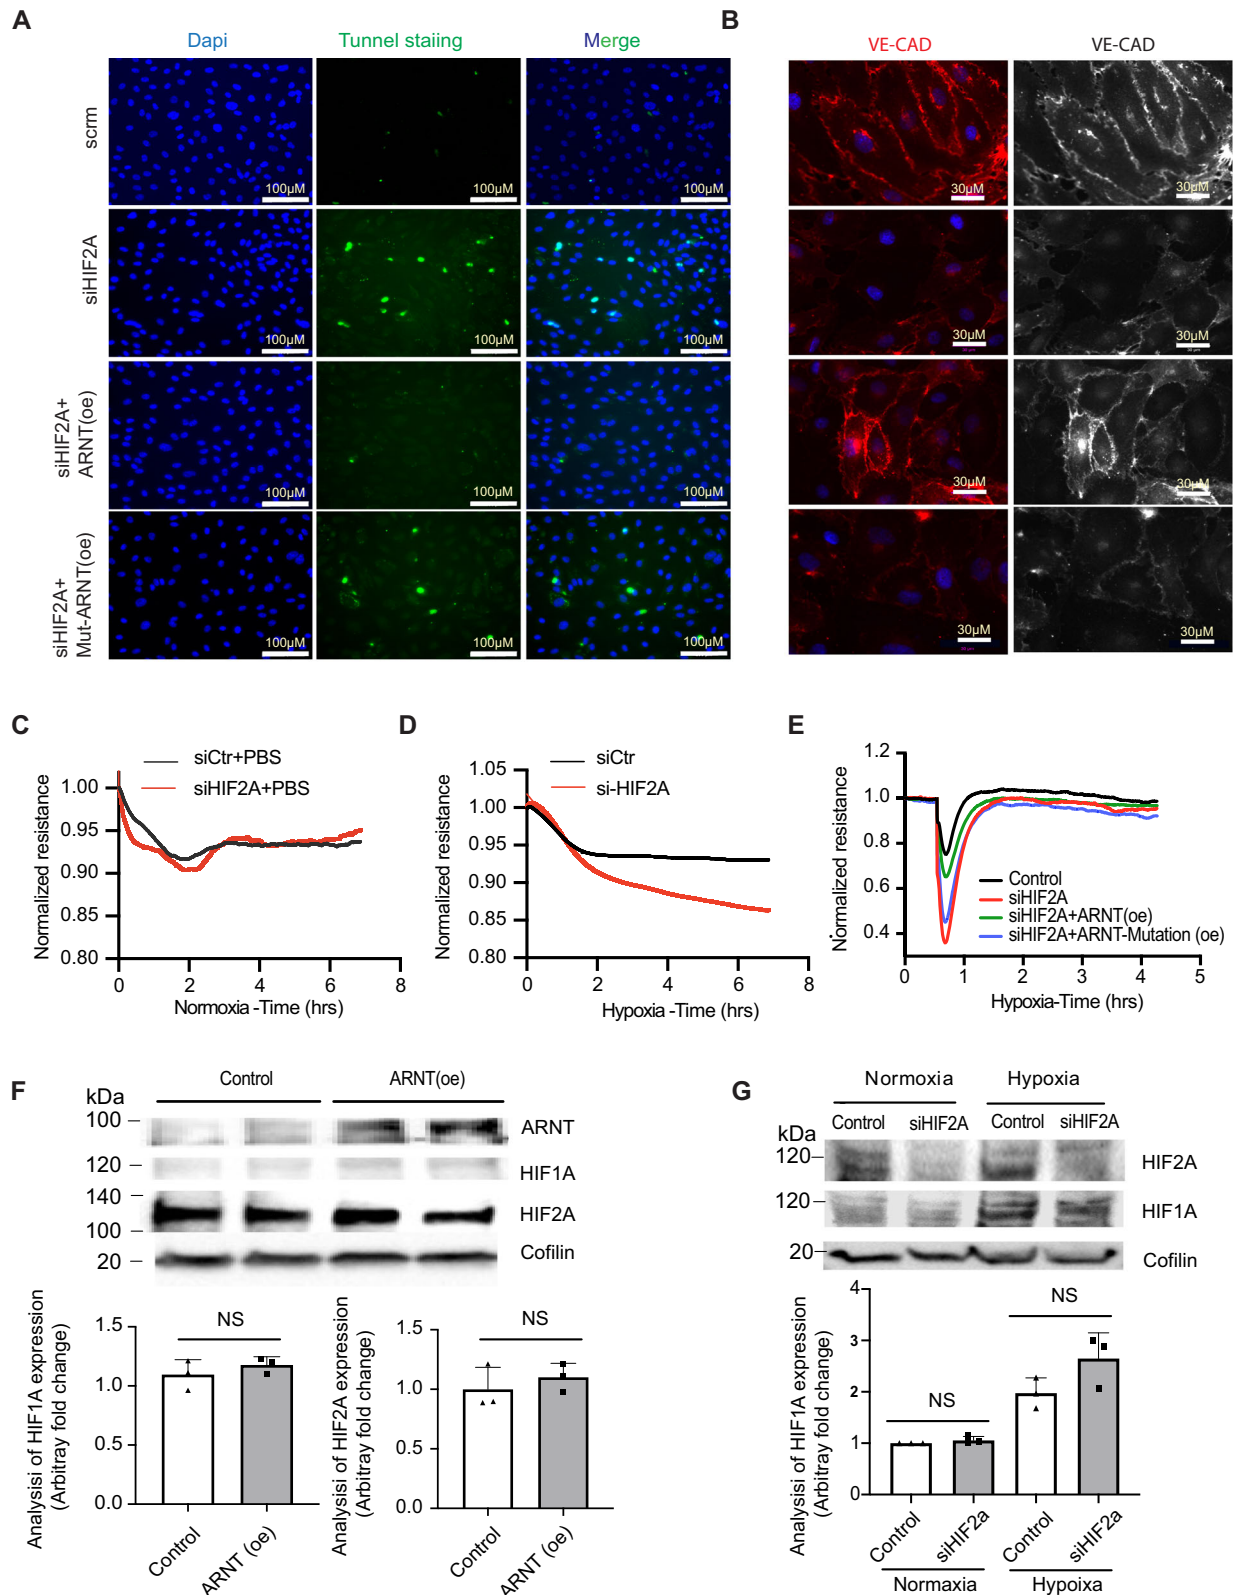 A
Dapi
Tunnel staiing
Merge
scrm
100µM
100µM
100µM
siHIF2A
100µM
100µM
100µM
siHIF2A+
ARNT(oe)
100µM
100µM
100µM
siHIF2A+
Mut-ARNT(oe)
100µM
100µM
100µM
B
VE-CAD
VE-CAD
30µM
30µM
30µM
30µM
30µM
30µM
30µM
30µM
C
siCtr+PBS
siHIF2A+PBS
Normalized resistance
1.00
0.95
0.90
0.85
0.80
0 2 4 6 8
Normoxia -Time (hrs)
D
siCtr
si-HIF2A
Normalized resistance
1.05
1.00
0.95
0.90
0.85
0.80
0 2 4 6 8
Hypoxia -Time (hrs)
E
Normalized resistance
1.2
1.0
0.8
0.6
0.4
Control
siHIF2A
siHIF2A+ARNT(oe)
siHIF2A+ARNT-Mutation (oe)
0 1 2 3 4 5
Hypoxia-Time (hrs)
F
kDa
Control
ARNT(oe)
100
ARNT
120
HIF1A
140
HIF2A
100
20
Cofilin
Analysisi of HIF1A expression
(Arbitray fold change)
1.5
1.0
0.5
0.0
NS
Control
ARNT (oe)
Analysisi of HIF2A expression
(Arbitray fold change)
1.5
1.0
0.5
0.0
NS
Control
ARNT (oe)
G
Normoxia
Hypoxia
kDa
Control
siHIF2A
Control
siHIF2A
120
HIF2A
120
HIF1A
20
Cofilin
Analysisi of HIF1A expression
(Arbitray fold change)
4
3
2
1
0
NS
NS
Control
siHIF2a
Control
siHIF2a
Normaxia
Hypoixa